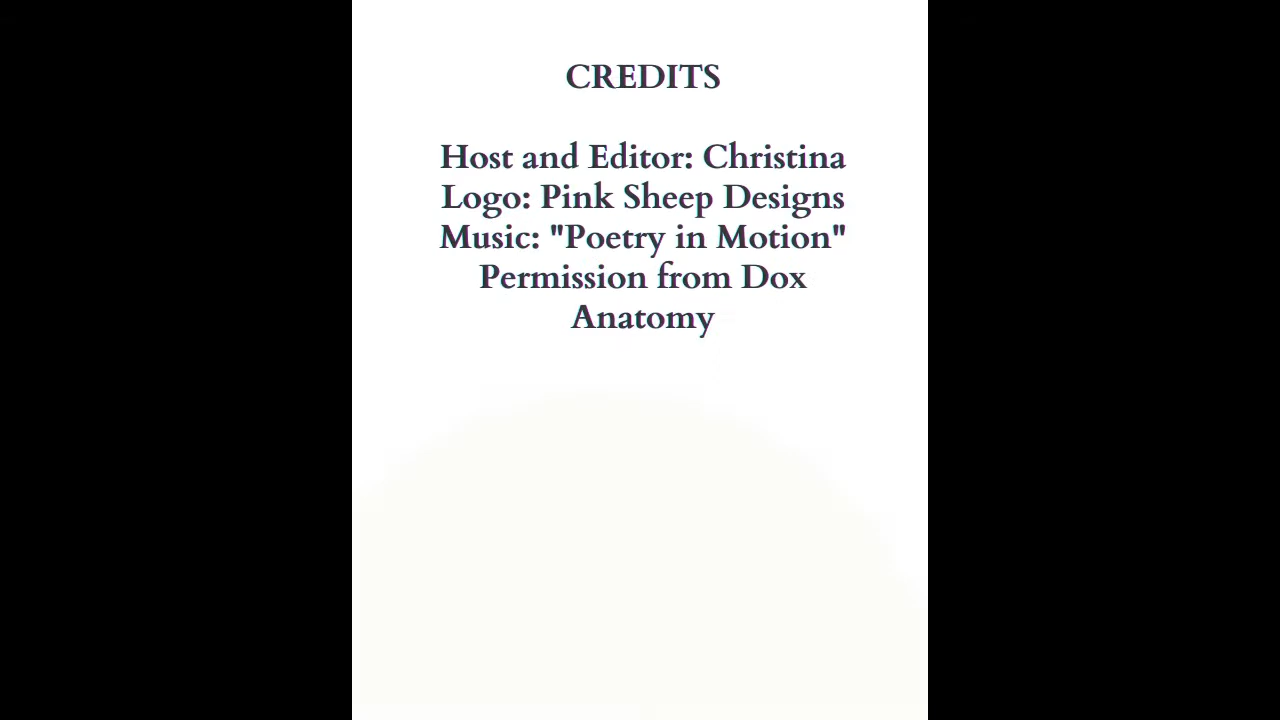 CREDITS
Host and Editor: Christina
Logo: Pink Sheep Designs
Music: "Poetry in Motion"
Permission from Dox
Anatomy